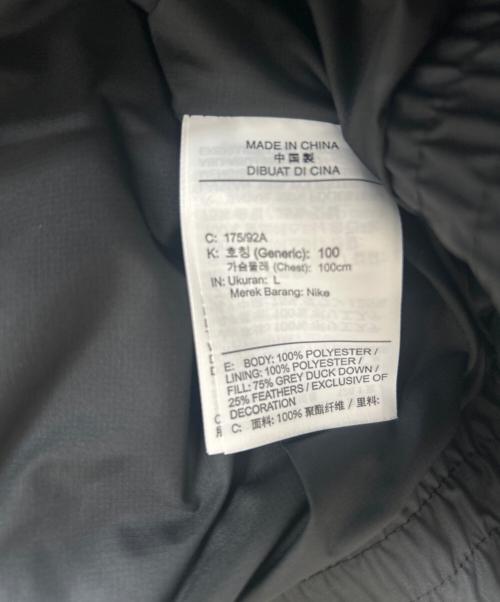 MADE IN CHINA
中国製
DIBUAT DI CINA
C: 175/92A
K: 호칭 (Generic): 100
가슴둘레 (Chest): 100cm
IN: Ukuran: L
Merek Barang: Nike
E: BODY: 100% POLYESTER /
LINING: 100% POLYESTER /
FILL: 75% GREY DUCK DOWN /
25% FEATHERS / EXCLUSIVE OF
DECORATION
C: 面料: 100% 聚酯纤维 / 里料: